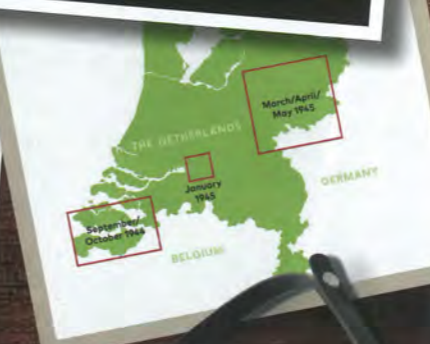 March/April/
May 1945
THE NETHERLANDS
January
1945
GERMANY
September/
October 1944
BELGIUM